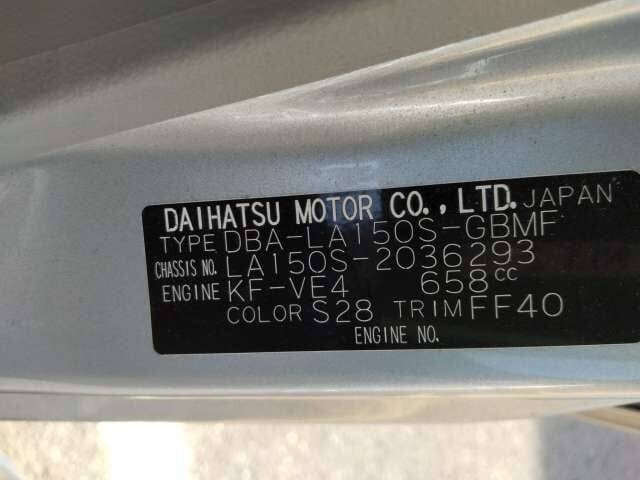 DAIHATSU MOTOR CO., LTD. JAPAN
TYPE DBA-LA150S-GBMF
CHASSIS NO. LA150S-2036293
ENGINE KF-VE4 658cc
COLOR S28 TRIM FF40
ENGINE NO.